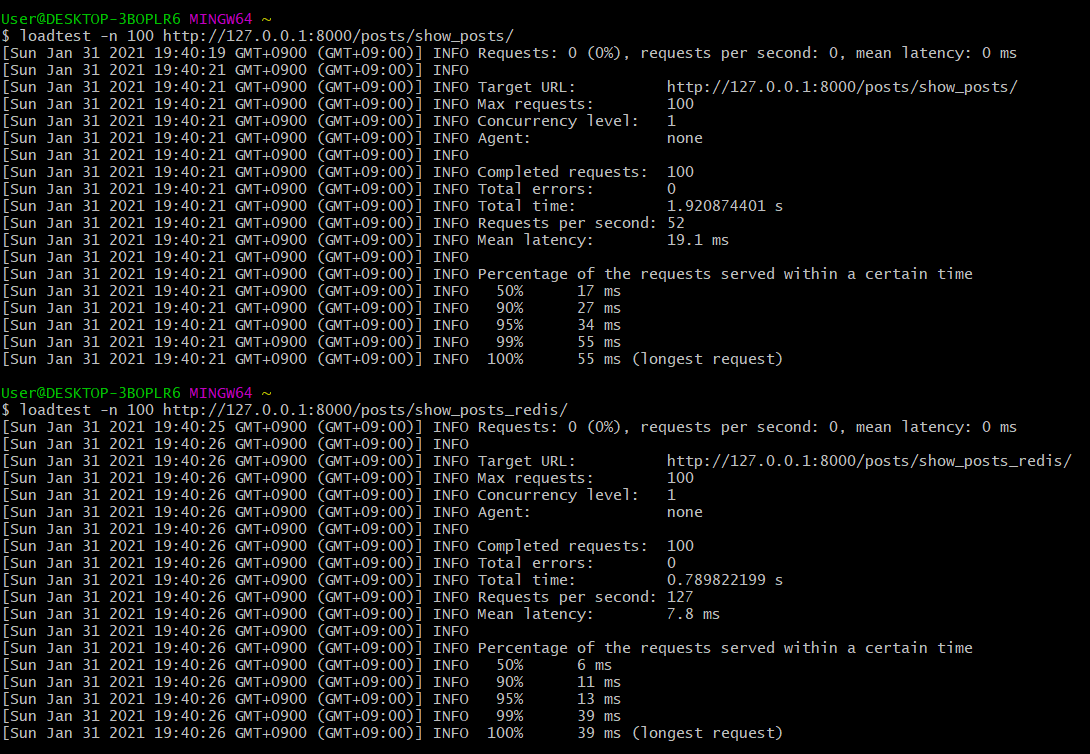 User@DESKTOP-3BOPLR6 MINGW64 ~
$ loadtest -n 100 http://127.0.0.1:8000/posts/show_posts/
[Sun Jan 31 2021 19:40:19 GMT+0900 (GMT+09:00)] INFO Requests: 0 (0%), requests per second: 0, mean latency: 0 ms
[Sun Jan 31 2021 19:40:21 GMT+0900 (GMT+09:00)] INFO
[Sun Jan 31 2021 19:40:21 GMT+0900 (GMT+09:00)] INFO Target URL:          http://127.0.0.1:8000/posts/show_posts/
[Sun Jan 31 2021 19:40:21 GMT+0900 (GMT+09:00)] INFO Max requests:        100
[Sun Jan 31 2021 19:40:21 GMT+0900 (GMT+09:00)] INFO Concurrency level:   1
[Sun Jan 31 2021 19:40:21 GMT+0900 (GMT+09:00)] INFO Agent:               none
[Sun Jan 31 2021 19:40:21 GMT+0900 (GMT+09:00)] INFO
[Sun Jan 31 2021 19:40:21 GMT+0900 (GMT+09:00)] INFO Completed requests:  100
[Sun Jan 31 2021 19:40:21 GMT+0900 (GMT+09:00)] INFO Total errors:        0
[Sun Jan 31 2021 19:40:21 GMT+0900 (GMT+09:00)] INFO Total time:          1.920874401 s
[Sun Jan 31 2021 19:40:21 GMT+0900 (GMT+09:00)] INFO Requests per second: 52
[Sun Jan 31 2021 19:40:21 GMT+0900 (GMT+09:00)] INFO Mean latency:        19.1 ms
[Sun Jan 31 2021 19:40:21 GMT+0900 (GMT+09:00)] INFO
[Sun Jan 31 2021 19:40:21 GMT+0900 (GMT+09:00)] INFO Percentage of the requests served within a certain time
[Sun Jan 31 2021 19:40:21 GMT+0900 (GMT+09:00)] INFO   50%      17 ms
[Sun Jan 31 2021 19:40:21 GMT+0900 (GMT+09:00)] INFO   90%      27 ms
[Sun Jan 31 2021 19:40:21 GMT+0900 (GMT+09:00)] INFO   95%      34 ms
[Sun Jan 31 2021 19:40:21 GMT+0900 (GMT+09:00)] INFO   99%      55 ms
[Sun Jan 31 2021 19:40:21 GMT+0900 (GMT+09:00)] INFO  100%      55 ms (longest request)
User@DESKTOP-3BOPLR6 MINGW64 ~
$ loadtest -n 100 http://127.0.0.1:8000/posts/show_posts_redis/
[Sun Jan 31 2021 19:40:25 GMT+0900 (GMT+09:00)] INFO Requests: 0 (0%), requests per second: 0, mean latency: 0 ms
[Sun Jan 31 2021 19:40:26 GMT+0900 (GMT+09:00)] INFO
[Sun Jan 31 2021 19:40:26 GMT+0900 (GMT+09:00)] INFO Target URL:          http://127.0.0.1:8000/posts/show_posts_redis/
[Sun Jan 31 2021 19:40:26 GMT+0900 (GMT+09:00)] INFO Max requests:        100
[Sun Jan 31 2021 19:40:26 GMT+0900 (GMT+09:00)] INFO Concurrency level:   1
[Sun Jan 31 2021 19:40:26 GMT+0900 (GMT+09:00)] INFO Agent:               none
[Sun Jan 31 2021 19:40:26 GMT+0900 (GMT+09:00)] INFO
[Sun Jan 31 2021 19:40:26 GMT+0900 (GMT+09:00)] INFO Completed requests:  100
[Sun Jan 31 2021 19:40:26 GMT+0900 (GMT+09:00)] INFO Total errors:        0
[Sun Jan 31 2021 19:40:26 GMT+0900 (GMT+09:00)] INFO Total time:          0.789822199 s
[Sun Jan 31 2021 19:40:26 GMT+0900 (GMT+09:00)] INFO Requests per second: 127
[Sun Jan 31 2021 19:40:26 GMT+0900 (GMT+09:00)] INFO Mean latency:        7.8 ms
[Sun Jan 31 2021 19:40:26 GMT+0900 (GMT+09:00)] INFO
[Sun Jan 31 2021 19:40:26 GMT+0900 (GMT+09:00)] INFO Percentage of the requests served within a certain time
[Sun Jan 31 2021 19:40:26 GMT+0900 (GMT+09:00)] INFO   50%      6 ms
[Sun Jan 31 2021 19:40:26 GMT+0900 (GMT+09:00)] INFO   90%      11 ms
[Sun Jan 31 2021 19:40:26 GMT+0900 (GMT+09:00)] INFO   95%      13 ms
[Sun Jan 31 2021 19:40:26 GMT+0900 (GMT+09:00)] INFO   99%      39 ms
[Sun Jan 31 2021 19:40:26 GMT+0900 (GMT+09:00)] INFO  100%      39 ms (longest request)